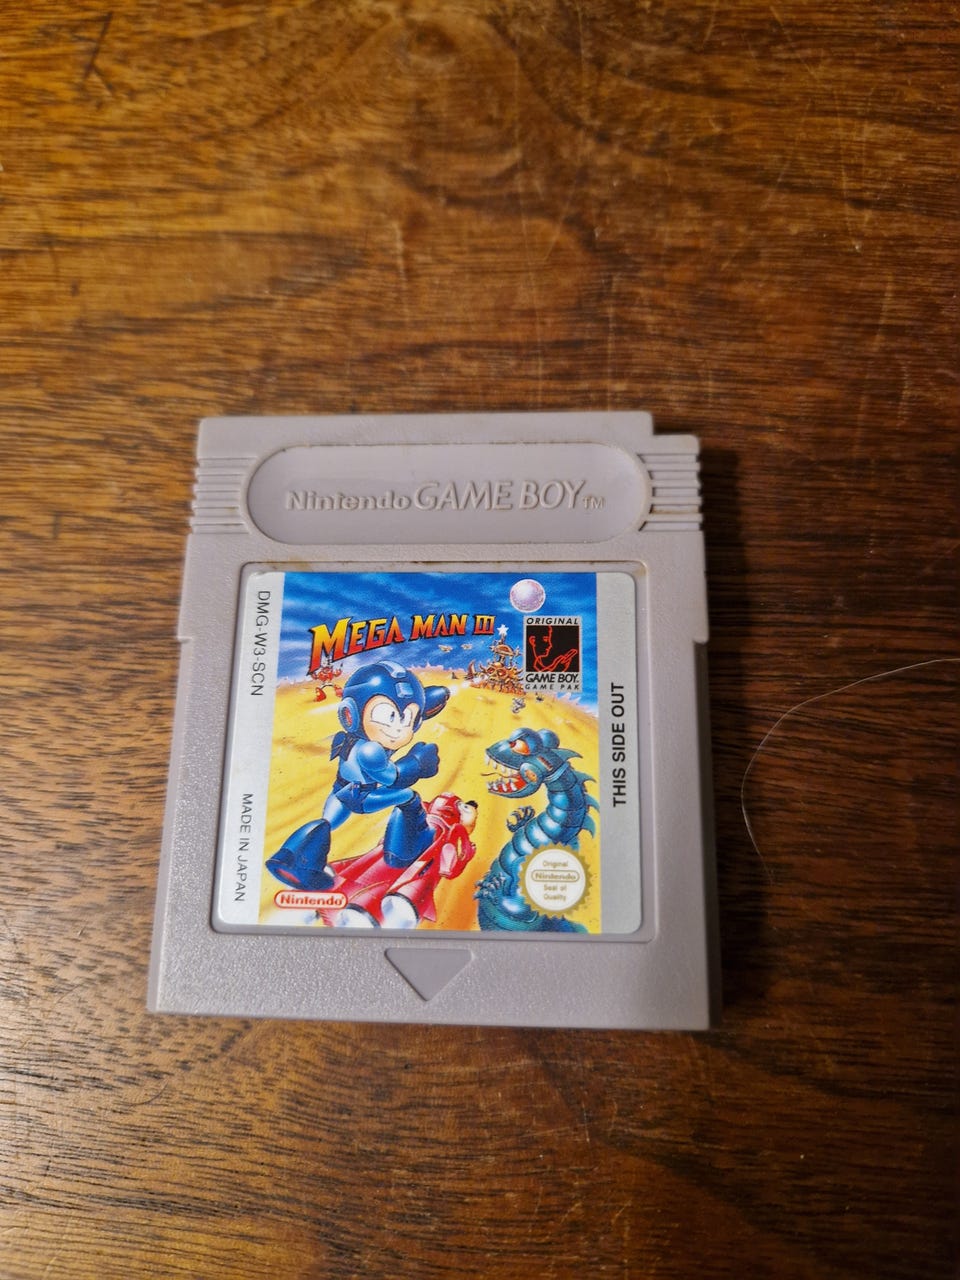 Nintendo GAME BOY TM
DMG-W3-SCN
MADE IN JAPAN
MEGA MAN III
ORIGINAL
GAME BOY
GAME PAK
THIS SIDE OUT
Original
Nintendo
Seal of
Quality
Nintendo